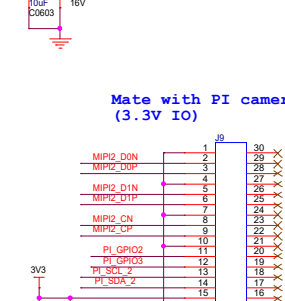 10uF
16V
C0603
Mate with PI camer
(3.3V IO)
J9
1 30
MIPI2_D0N 2 29
MIPI2_D0P 3 28
4 27
MIPI2_D1N 5 26
MIPI2_D1P 6 25
7 24
MIPI2_CN 8 23
MIPI2_CP 9 22
10 21
PI_GPIO2 11 20
PI_GPIO3 12 19
3V3 PI_SCL_2 13 18
PI_SDA_2 14 17
15 16